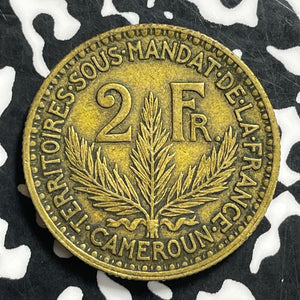 TERRITOIRES·SOUS·MANDAT·DE·LA·FRANCE·
2 FR.
·CAMEROUN·